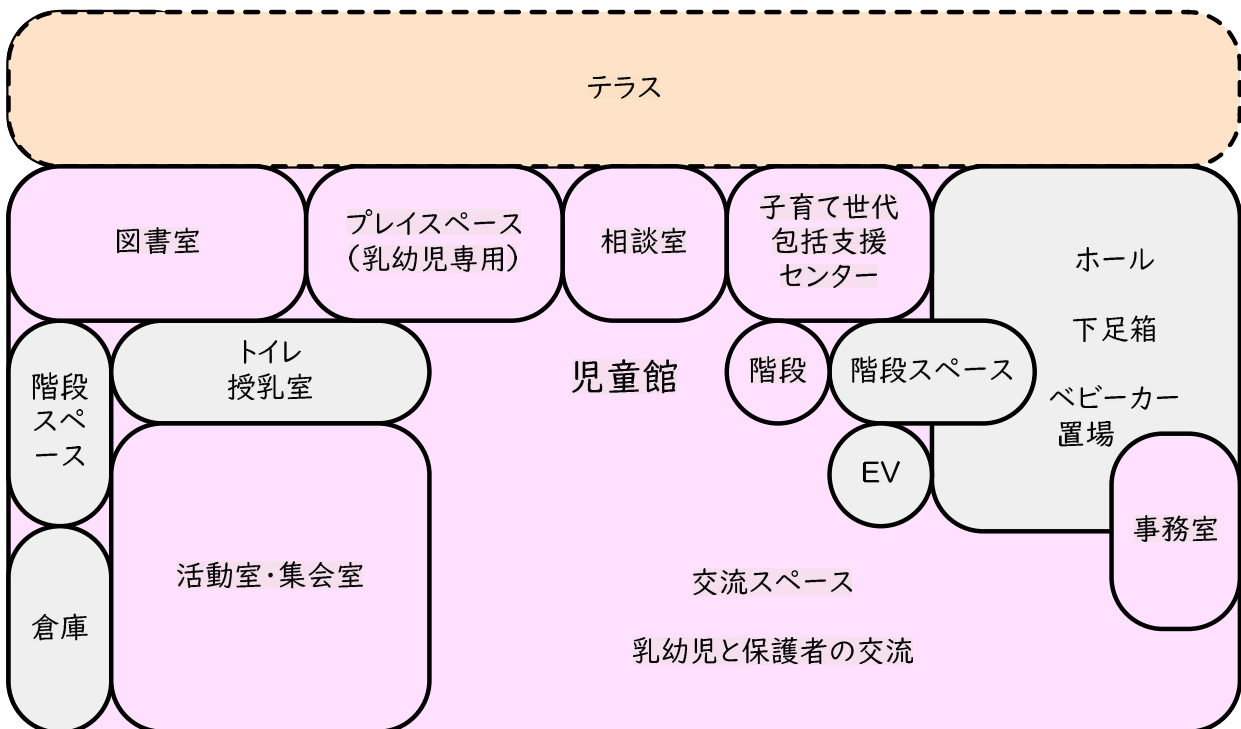 テラス
図書室
プレイスペース
（乳幼児専用）
相談室
子育て世代
包括支援
センター
ホール
下足箱
ベビーカー
置場
階段
スペ
ース
トイレ
授乳室
児童館
階段
階段スペース
EV
事務室
活動室・集会室
倉庫
交流スペース
乳幼児と保護者の交流